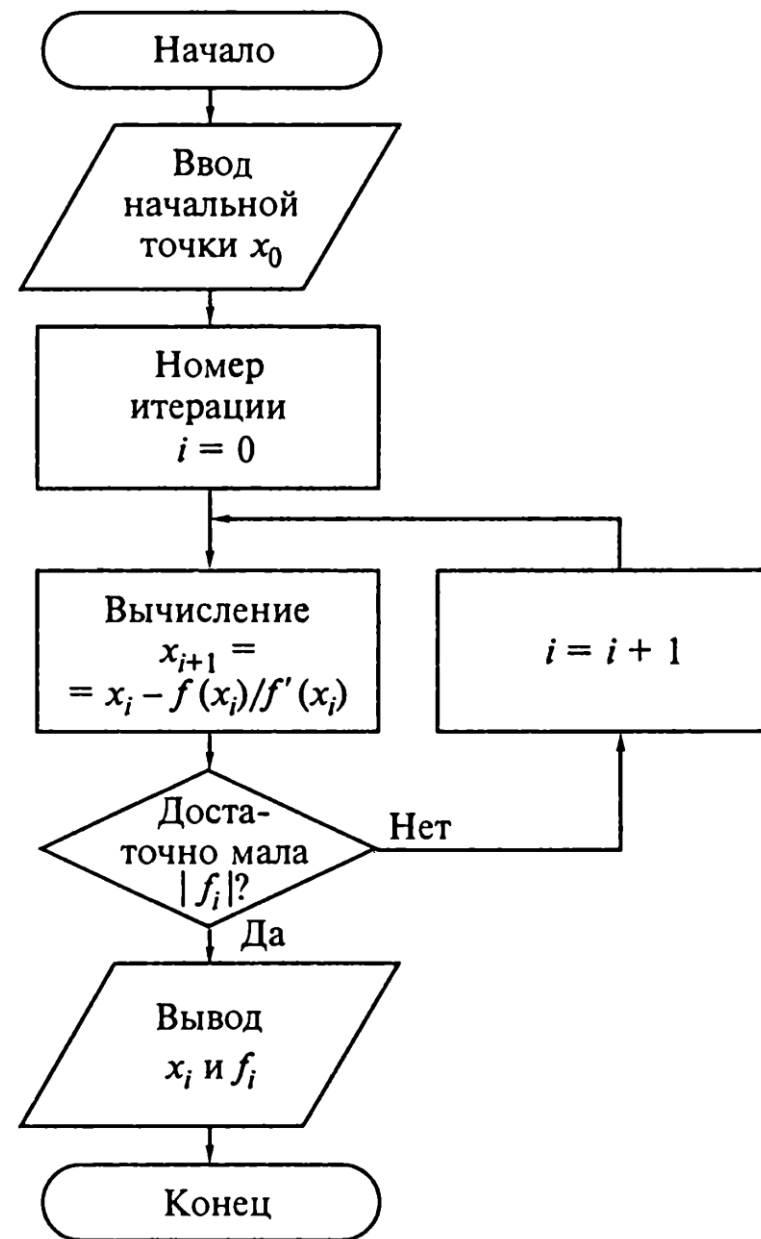 Начало
Ввод
начальной
точки x₀
Номер
итерации
i = 0
Вычисление
xᵢ₊₁ =
= xᵢ – f (xᵢ)/f' (xᵢ)
i = i + 1
Доста-
точно мала
| fᵢ |?
Нет
Да
Вывод
xᵢ и fᵢ
Конец